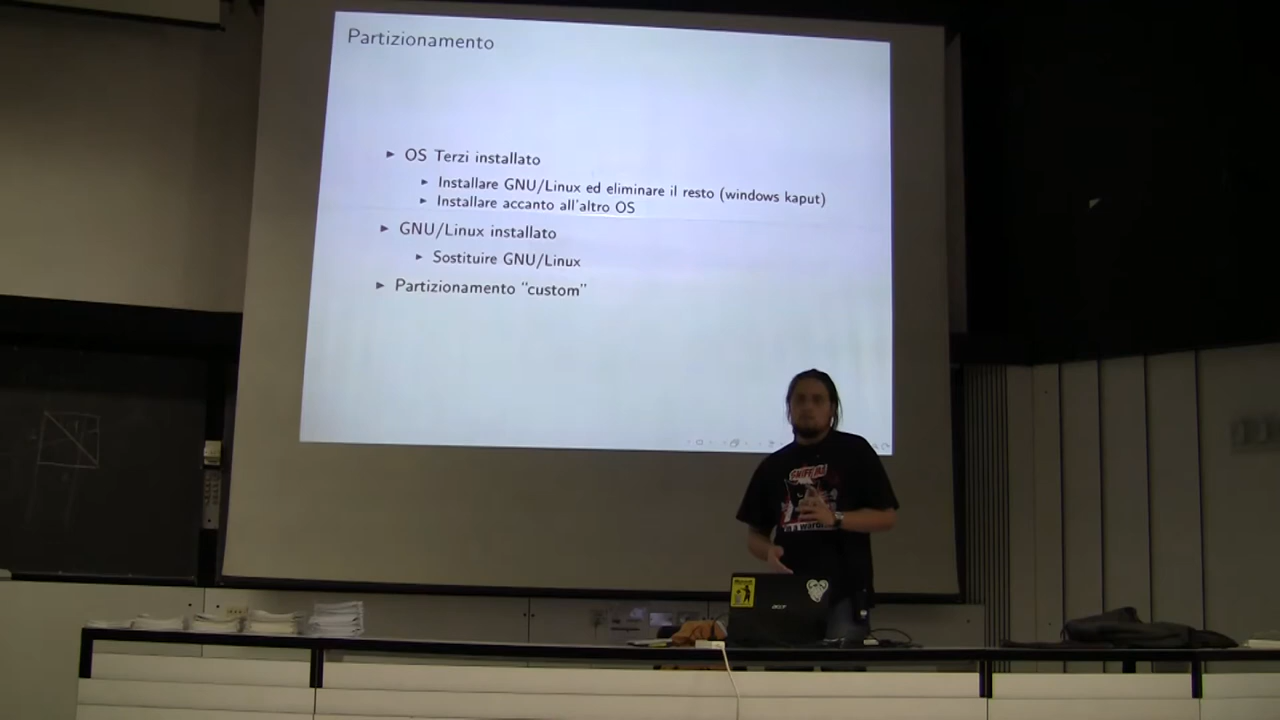 Partizionamento
OS Terzi installato
Installare GNU/Linux ed eliminare il resto (windows kaput)
Installare accanto all'altro OS
GNU/Linux installato
Sostituire GNU/Linux
Partizionamento “custom”
acer